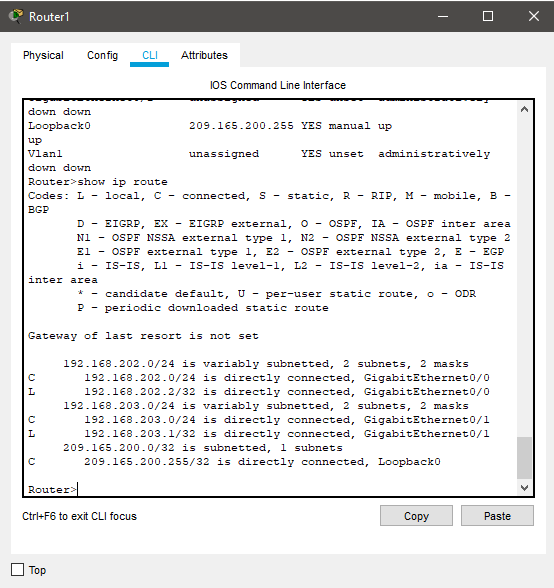 Router1
Physical Config CLI Attributes
IOS Command Line Interface
down down
Loopback0 209.165.200.255 YES manual up
up
Vlan1 unassigned YES unset administratively
down down
Router>show ip route
Codes: L - local, C - connected, S - static, R - RIP, M - mobile, B -
BGP
D - EIGRP, EX - EIGRP external, O - OSPF, IA - OSPF inter area
N1 - OSPF NSSA external type 1, N2 - OSPF NSSA external type 2
E1 - OSPF external type 1, E2 - OSPF external type 2, E - EGP
i - IS-IS, L1 - IS-IS level-1, L2 - IS-IS level-2, ia - IS-IS
inter area
* - candidate default, U - per-user static route, o - ODR
P - periodic downloaded static route
Gateway of last resort is not set
192.168.202.0/24 is variably subnetted, 2 subnets, 2 masks
C 192.168.202.0/24 is directly connected, GigabitEthernet0/0
L 192.168.202.2/32 is directly connected, GigabitEthernet0/0
192.168.203.0/24 is variably subnetted, 2 subnets, 2 masks
C 192.168.203.0/24 is directly connected, GigabitEthernet0/1
L 192.168.203.1/32 is directly connected, GigabitEthernet0/1
209.165.200.0/32 is subnetted, 1 subnets
C 209.165.200.255/32 is directly connected, Loopback0
Router>
Ctrl+F6 to exit CLI focus
Copy
Paste
Top